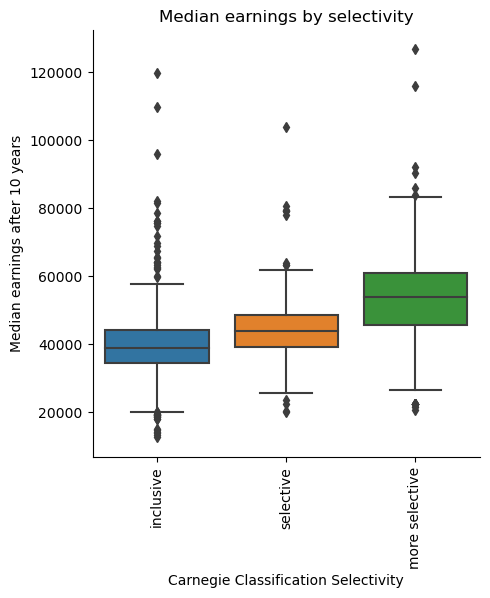 Median earnings by selectivity
Median earnings after 10 years
120000
100000
80000
60000
40000
20000
inclusive
selective
more selective
Carnegie Classification Selectivity